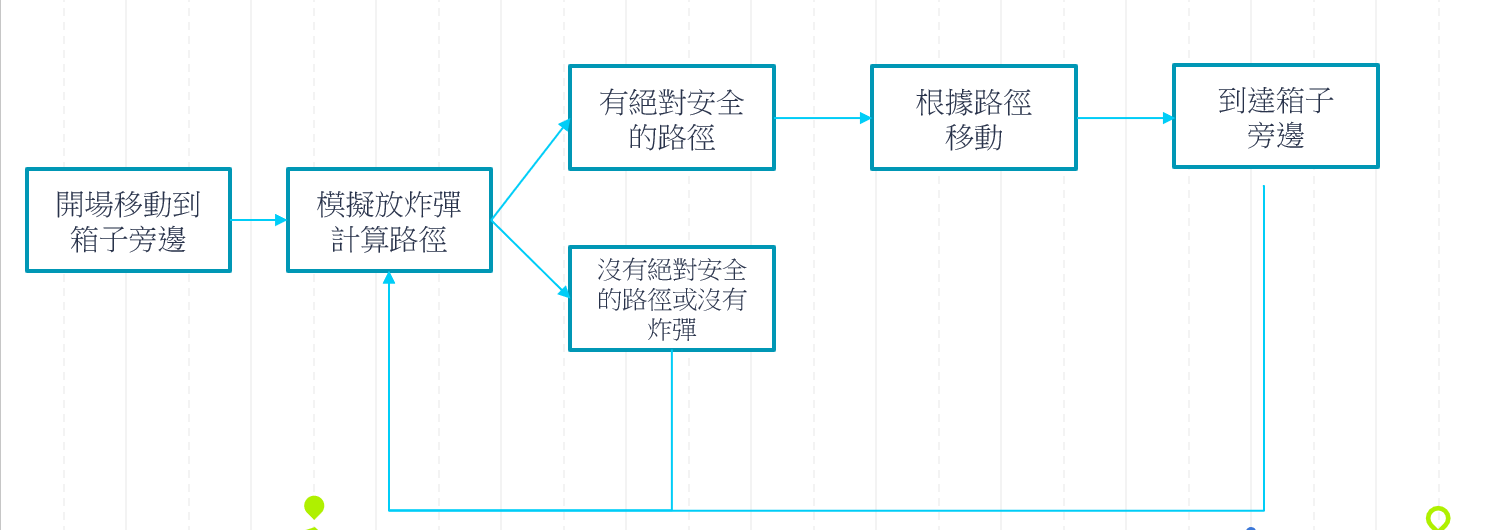 開場移動到
箱子旁邊
模擬放炸彈
計算路徑
有絕對安全
的路徑
沒有絕對安全
的路徑或沒有
炸彈
根據路徑
移動
到達箱子
旁邊